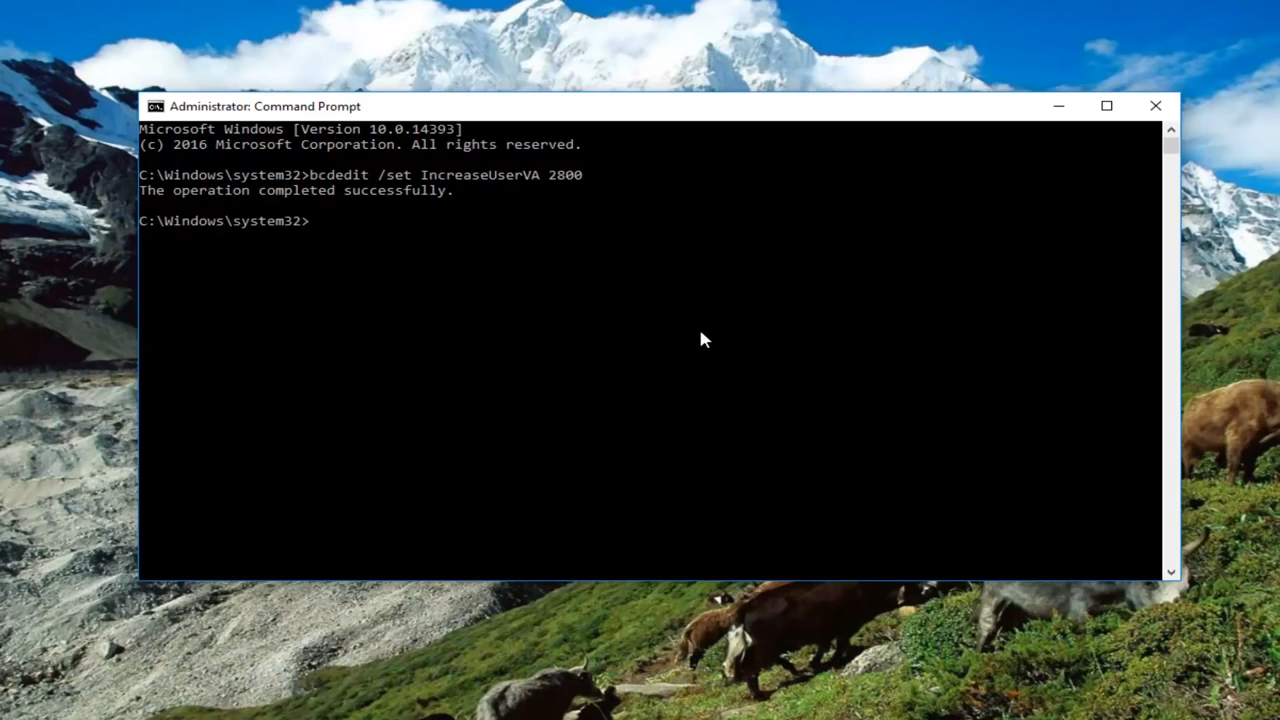 Administrator: Command Prompt
Microsoft Windows [Version 10.0.14393]
(c) 2016 Microsoft Corporation. All rights reserved.
C:\Windows\system32>bcdedit /set IncreaseUserVA 2800
The operation completed successfully.
C:\Windows\system32>